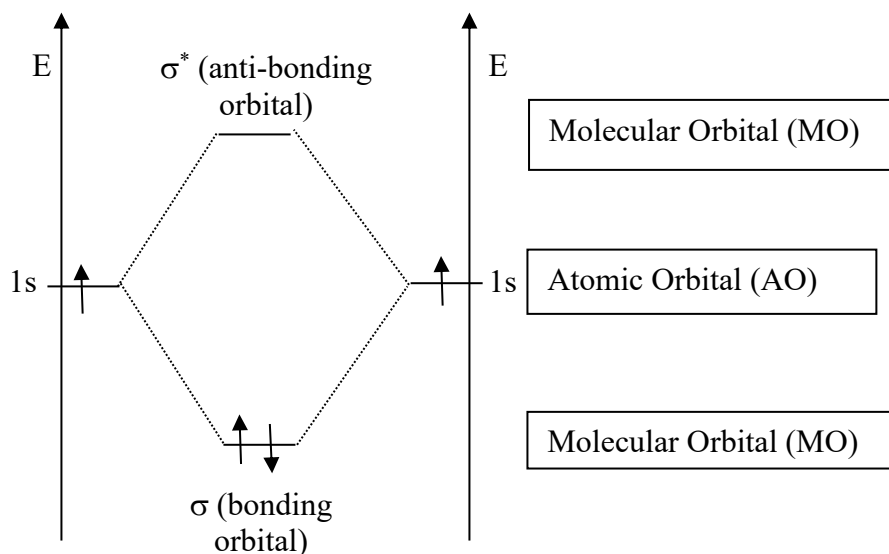 E
σ* (anti-bonding
orbital)
E
Molecular Orbital (MO)
1s
1s
Atomic Orbital (AO)
Molecular Orbital (MO)
σ (bonding
orbital)